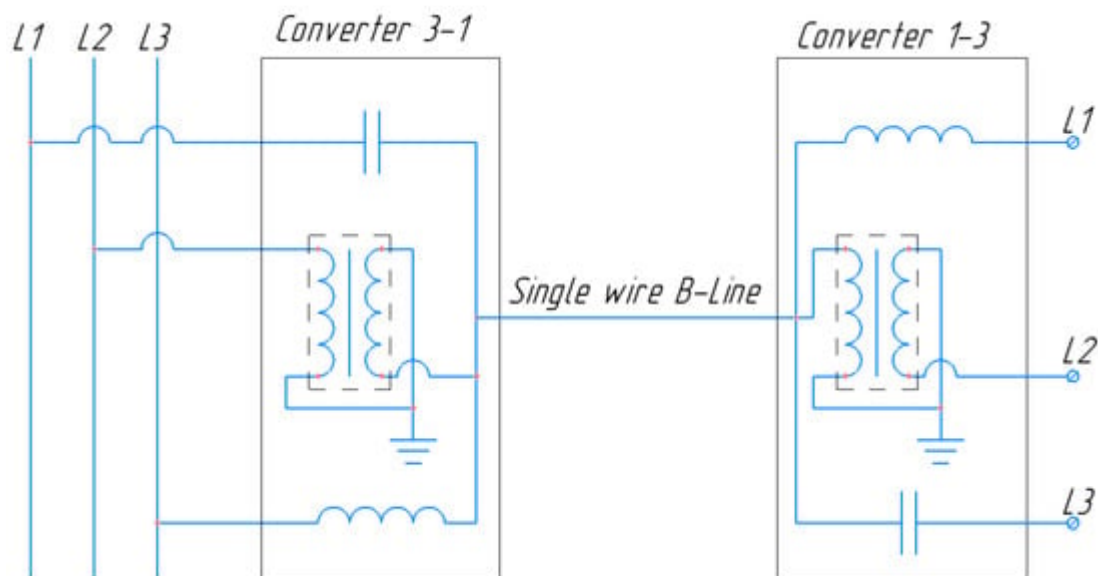 L1 L2 L3
Converter 3-1
Converter 1-3
L1
Single wire B-Line
L2
L3